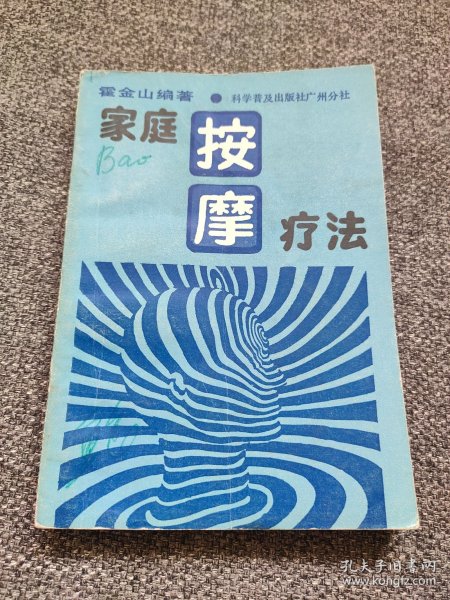 霍金山编著 ● 科学普及出版社广州分社
家庭
按
摩
疗法
Bao
孔夫子旧书网
www.kongfz.com